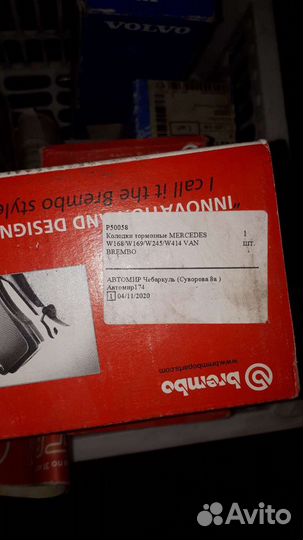 VOLVO
I call it the Brembo style
"INNOVATION AND DESIGN
P50058
Колодки тормозные MERCEDES 1
W168/W169/W245/W414 VAN шт.
BREMBO
АВТОМИР Чебаркуль (Суворова 8а )
Автомир174
1 04/11/2020
www.bremboparts.com
brembo
Avito